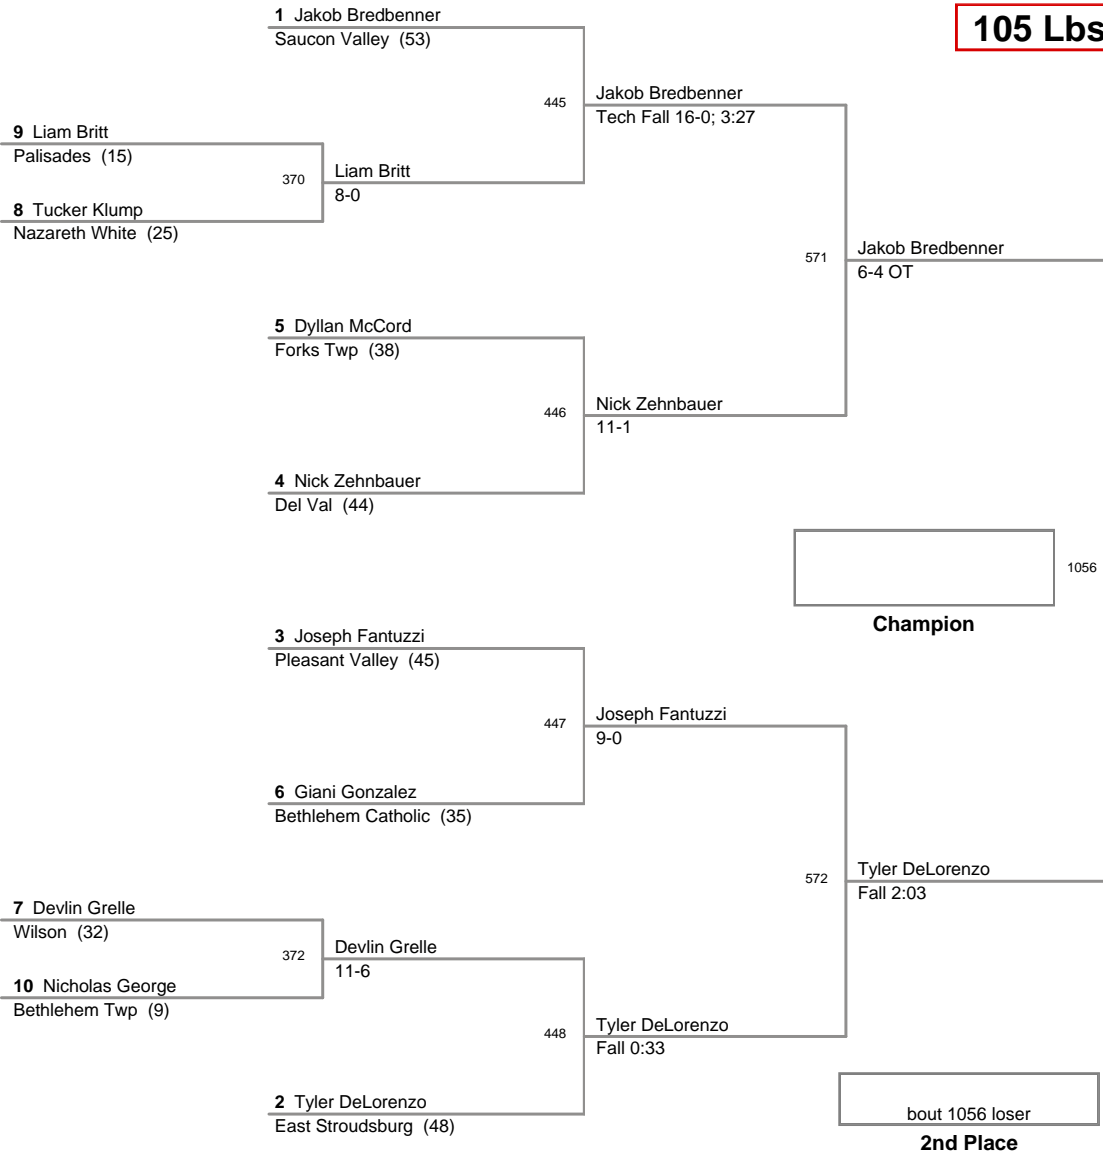 1 Jakob Bredbenner
Saucon Valley (53)
105 Lbs
445
Jakob Bredbenner
Tech Fall 16-0; 3:27
9 Liam Britt
Palisades (15)
370
Liam Britt
8-0
8 Tucker Klump
Nazareth White (25)
571
Jakob Bredbenner
6-4 OT
5 Dyllan McCord
Forks Twp (38)
446
Nick Zehnbauer
11-1
4 Nick Zehnbauer
Del Val (44)
1056
Champion
3 Joseph Fantuzzi
Pleasant Valley (45)
447
Joseph Fantuzzi
9-0
6 Giani Gonzalez
Bethlehem Catholic (35)
572
Tyler DeLorenzo
Fall 2:03
7 Devlin Grelle
Wilson (32)
372
Devlin Grelle
11-6
10 Nicholas George
Bethlehem Twp (9)
448
Tyler DeLorenzo
Fall 0:33
2 Tyler DeLorenzo
East Stroudsburg (48)
bout 1056 loser
2nd Place